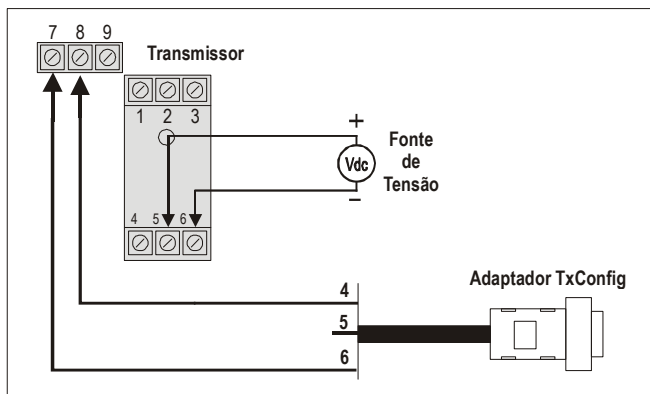 7 8 9
Transmissor
1 2 3
+
Fonte
de
Tensão
Vdc
−
4 5 6
Adaptador TxConfig
4
5
6